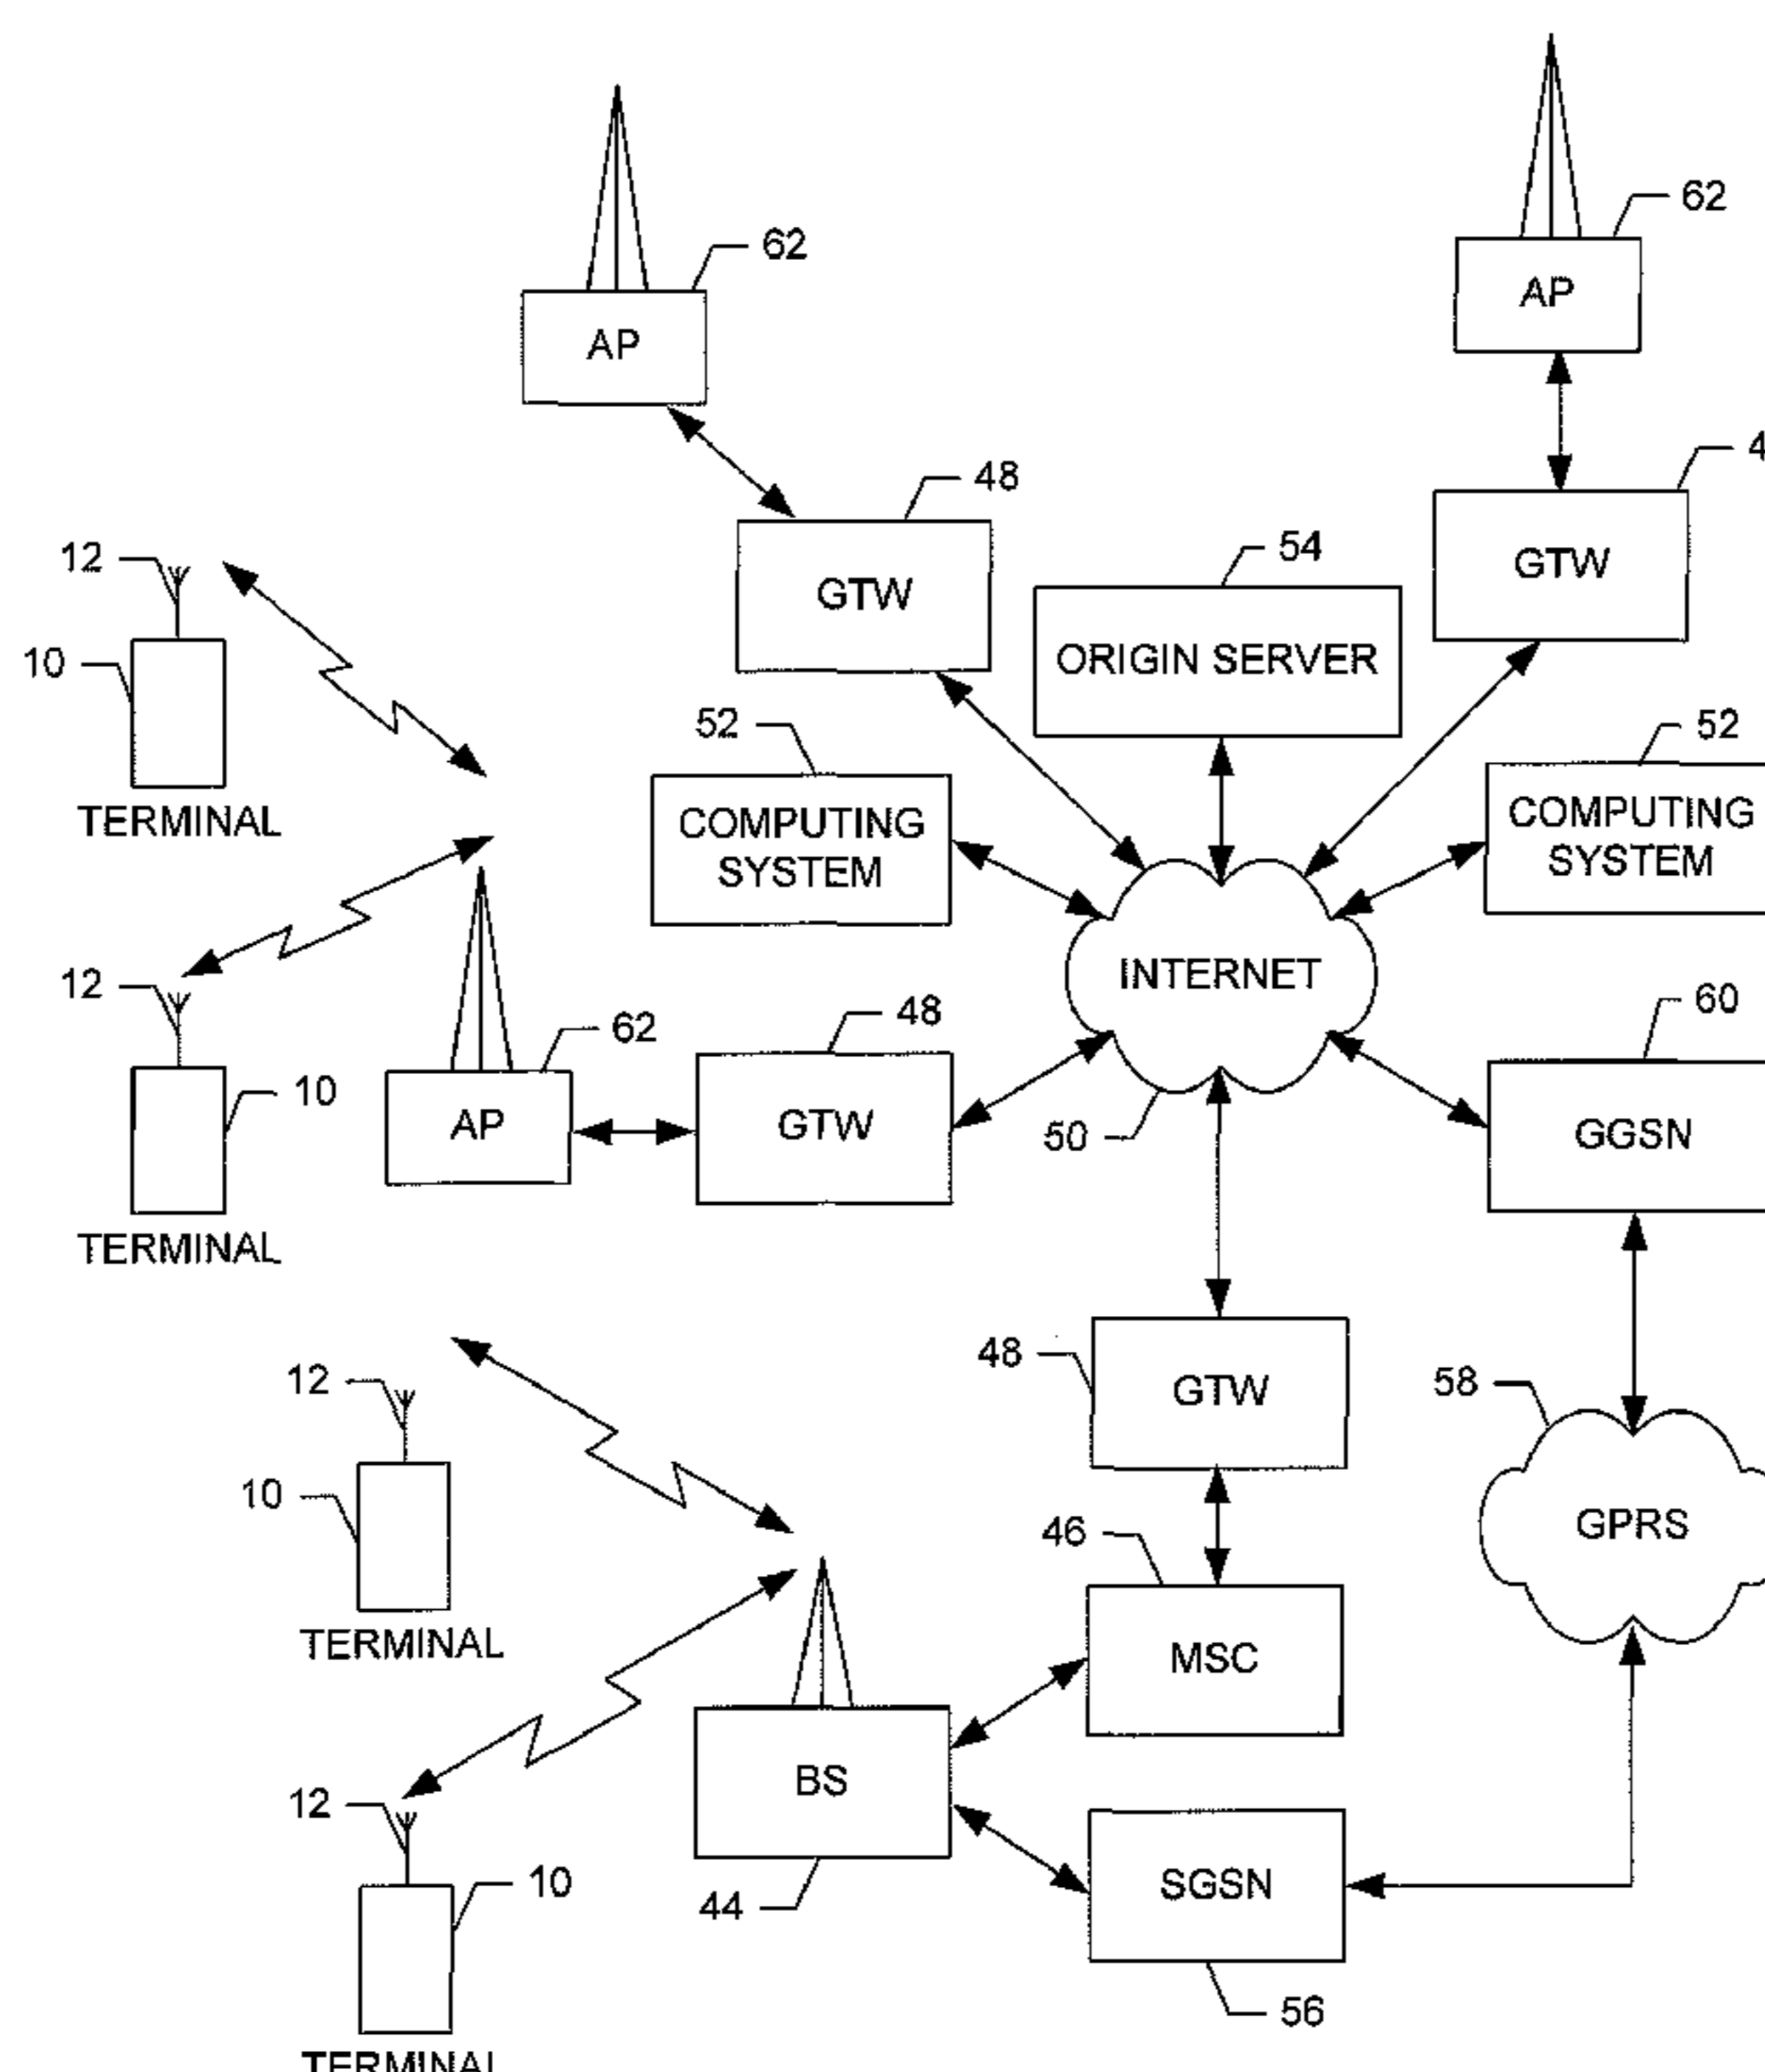 62
AP
62
AP
48
GTW
4
GTW
54
ORIGIN SERVER
12
10
TERMINAL
52
COMPUTING
SYSTEM
52
COMPUTING
SYSTEM
INTERNET
50
12
10
TERMINAL
62
AP
48
GTW
60
GGSN
48
GTW
58
GPRS
12
10
TERMINAL
46
MSC
BS
44
SGSN
56
12
10
TERMINAL